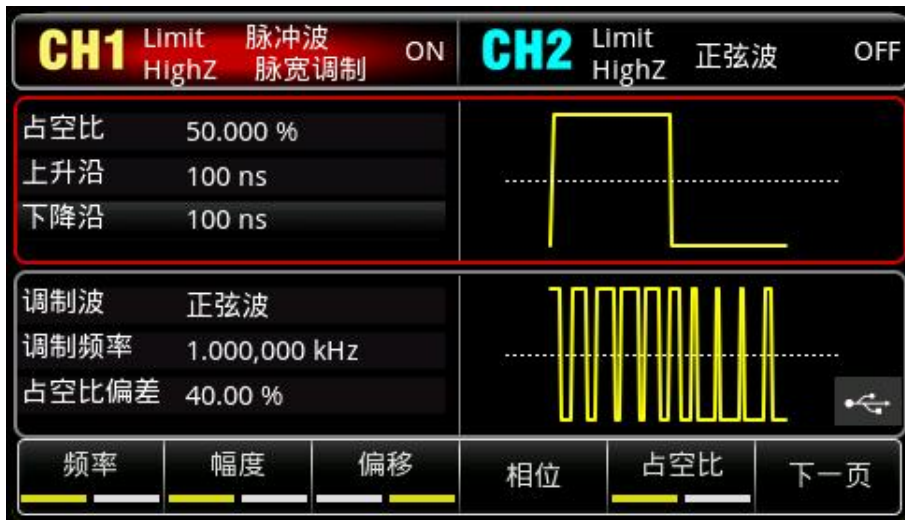 CH1 Limit 脉冲波 ON
HighZ 脉宽调制
CH2 Limit 正弦波 OFF
HighZ
占空比 50.000 %
上升沿 100 ns
下降沿 100 ns
调制波 正弦波
调制频率 1.000,000 kHz
占空比偏差 40.00 %
频率 幅度 偏移 相位 占空比 下一页